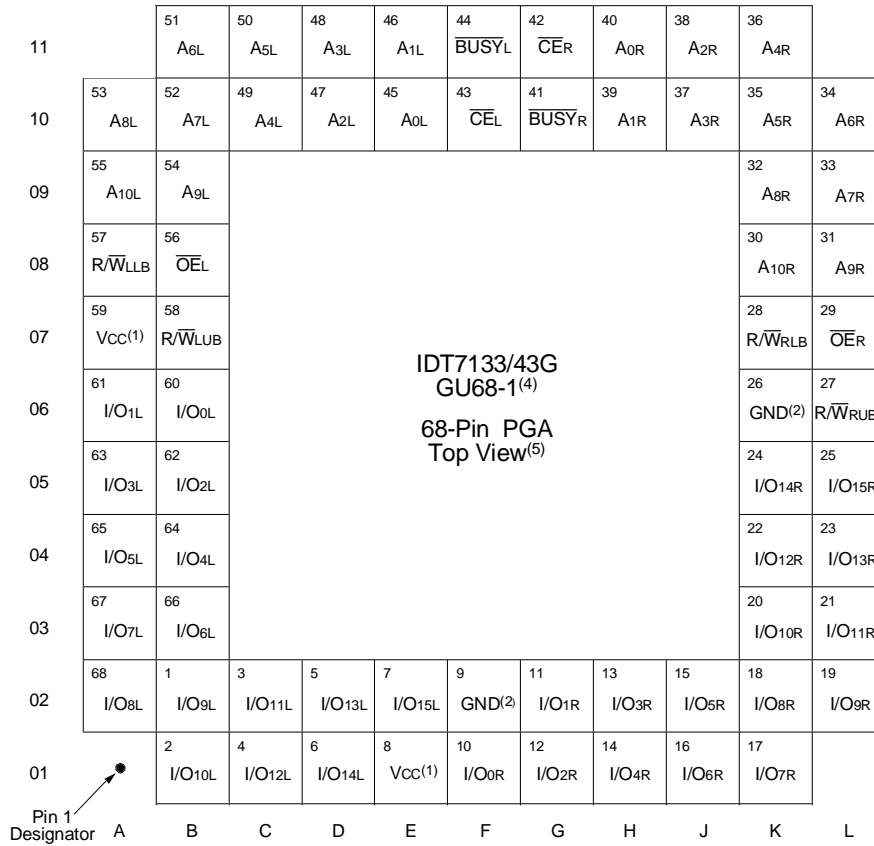 51 50 48 46 44 42 40 38 36
11 A6L A5L A3L A1L BUSYL CER A0R A2R A4R
53 52 49 47 45 43 41 39 37 35 34
10 A8L A7L A4L A2L A0L CEL BUSYR A1R A3R A5R A6R
55 54 32 33
09 A10L A9L A8R A7R
57 56 30 31
08 R/WLLB OEL A10R A9R
59 58 28 29
07 VCC(1) R/WLUB R/WRLB OER
IDT7133/43G
GU68-1(4)
68-Pin PGA
Top View(5)
61 60 26 27
06 I/O1L I/O0L GND(2) R/WRUB
63 62 24 25
05 I/O3L I/O2L I/O14R I/O15R
65 64 22 23
04 I/O5L I/O4L I/O12R I/O13R
67 66 20 21
03 I/O7L I/O6L I/O10R I/O11R
68 1 3 5 7 9 11 13 15 18 19
02 I/O8L I/O9L I/O11L I/O13L I/O15L GND(2) I/O1R I/O3R I/O5R I/O8R I/O9R
2 4 6 8 10 12 14 16 17
01 I/O10L I/O12L I/O14L VCC(1) I/O0R I/O2R I/O4R I/O6R I/O7R
Pin 1
Designator
A B C D E F G H J K L